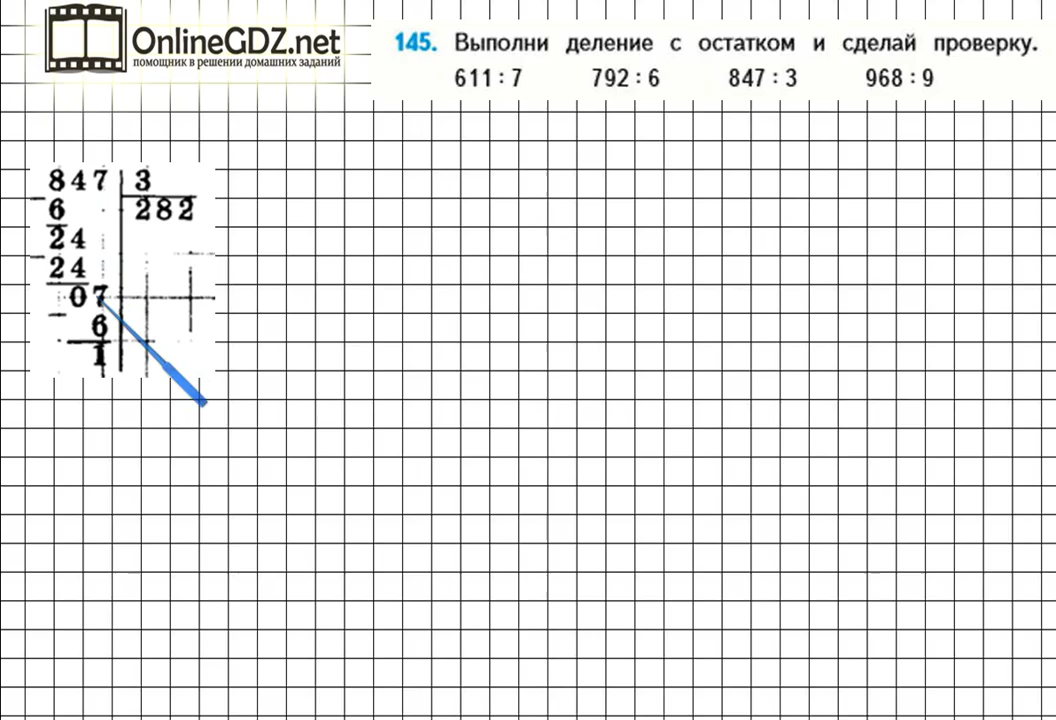 OnlineGDZ.net
помощник в решении домашних заданий
145. Выполни деление с остатком и сделай проверку.
611 : 7 792 : 6 847 : 3 968 : 9
847 3
6 282
24
24
07
6
1